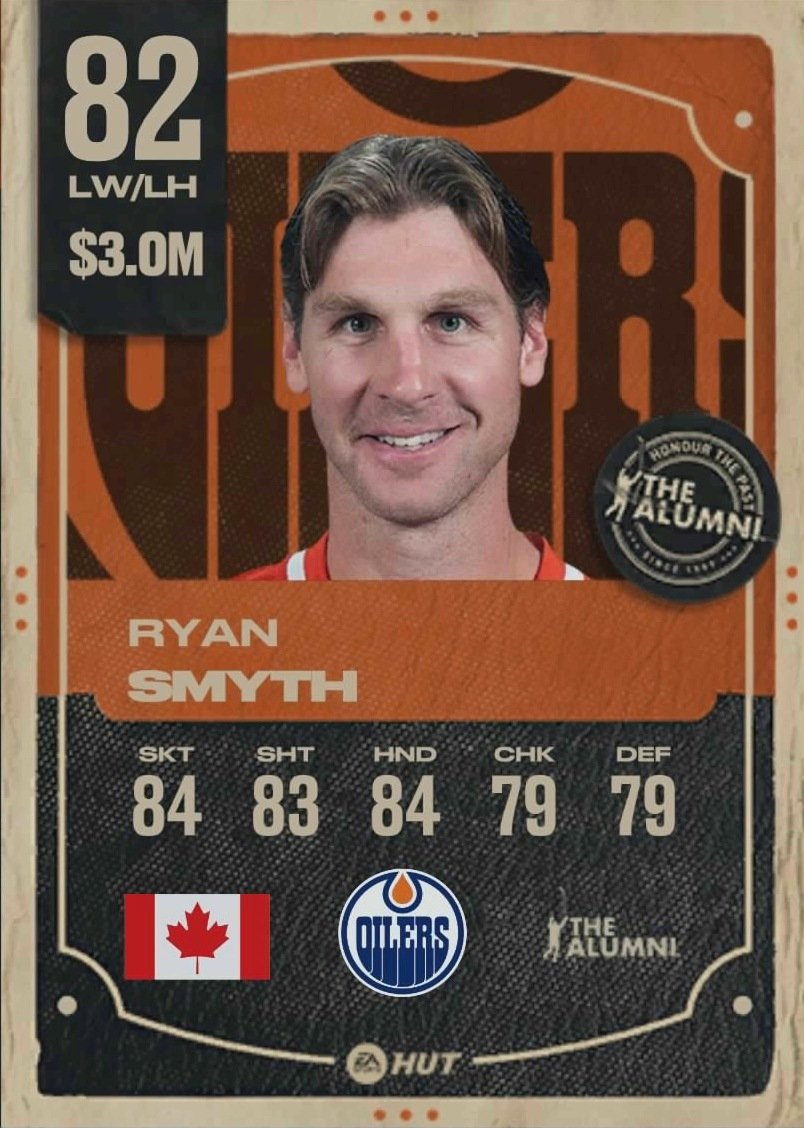 82
LW/LH
$3.0M
OILERS
HONOUR THE PAST
THE
ALUMNI
RYAN
SMYTH
SKT SHT HND CHK DEF
84 83 84 79 79
OILERS
THE
ALUMNI
EA
HUT